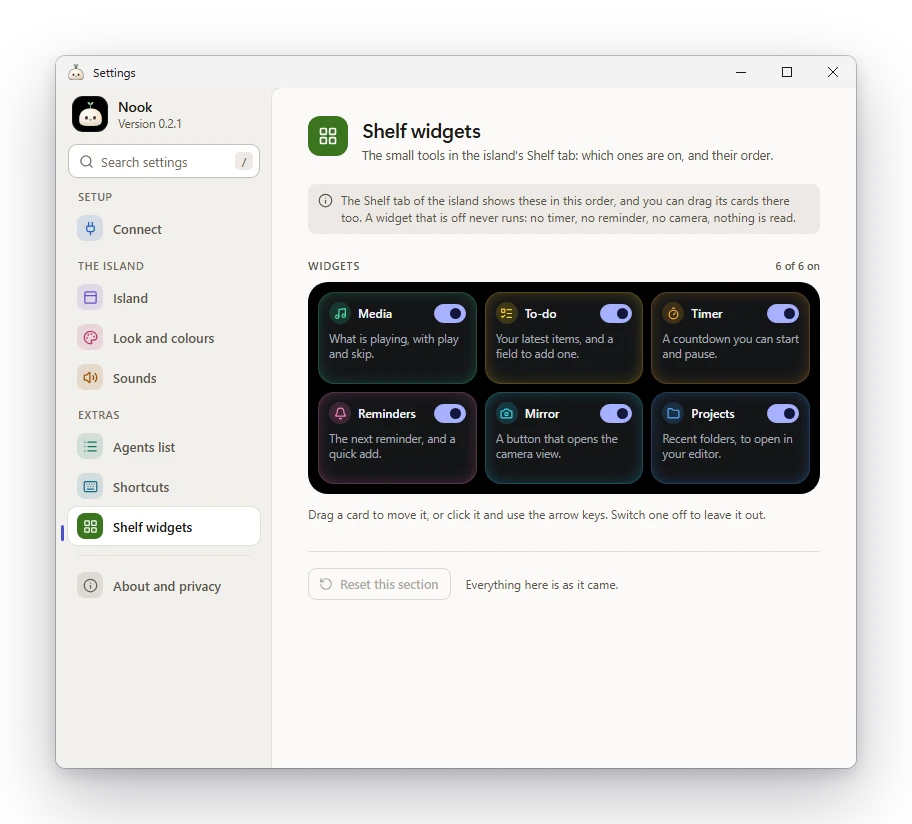 Settings
Nook
Version 0.2.1
Search settings /
SETUP
Connect
THE ISLAND
Island
Look and colours
Sounds
EXTRAS
Agents list
Shortcuts
Shelf widgets
About and privacy
Shelf widgets
The small tools in the island's Shelf tab: which ones are on, and their order.
The Shelf tab of the island shows these in this order, and you can drag its cards there
too. A widget that is off never runs: no timer, no reminder, no camera, nothing is read.
WIDGETS
6 of 6 on
Media
What is playing, with play
and skip.
To-do
Your latest items, and a
field to add one.
Timer
A countdown you can start
and pause.
Reminders
The next reminder, and a
quick add.
Mirror
A button that opens the
camera view.
Projects
Recent folders, to open in
your editor.
Drag a card to move it, or click it and use the arrow keys. Switch one off to leave it out.
Reset this section
Everything here is as it came.